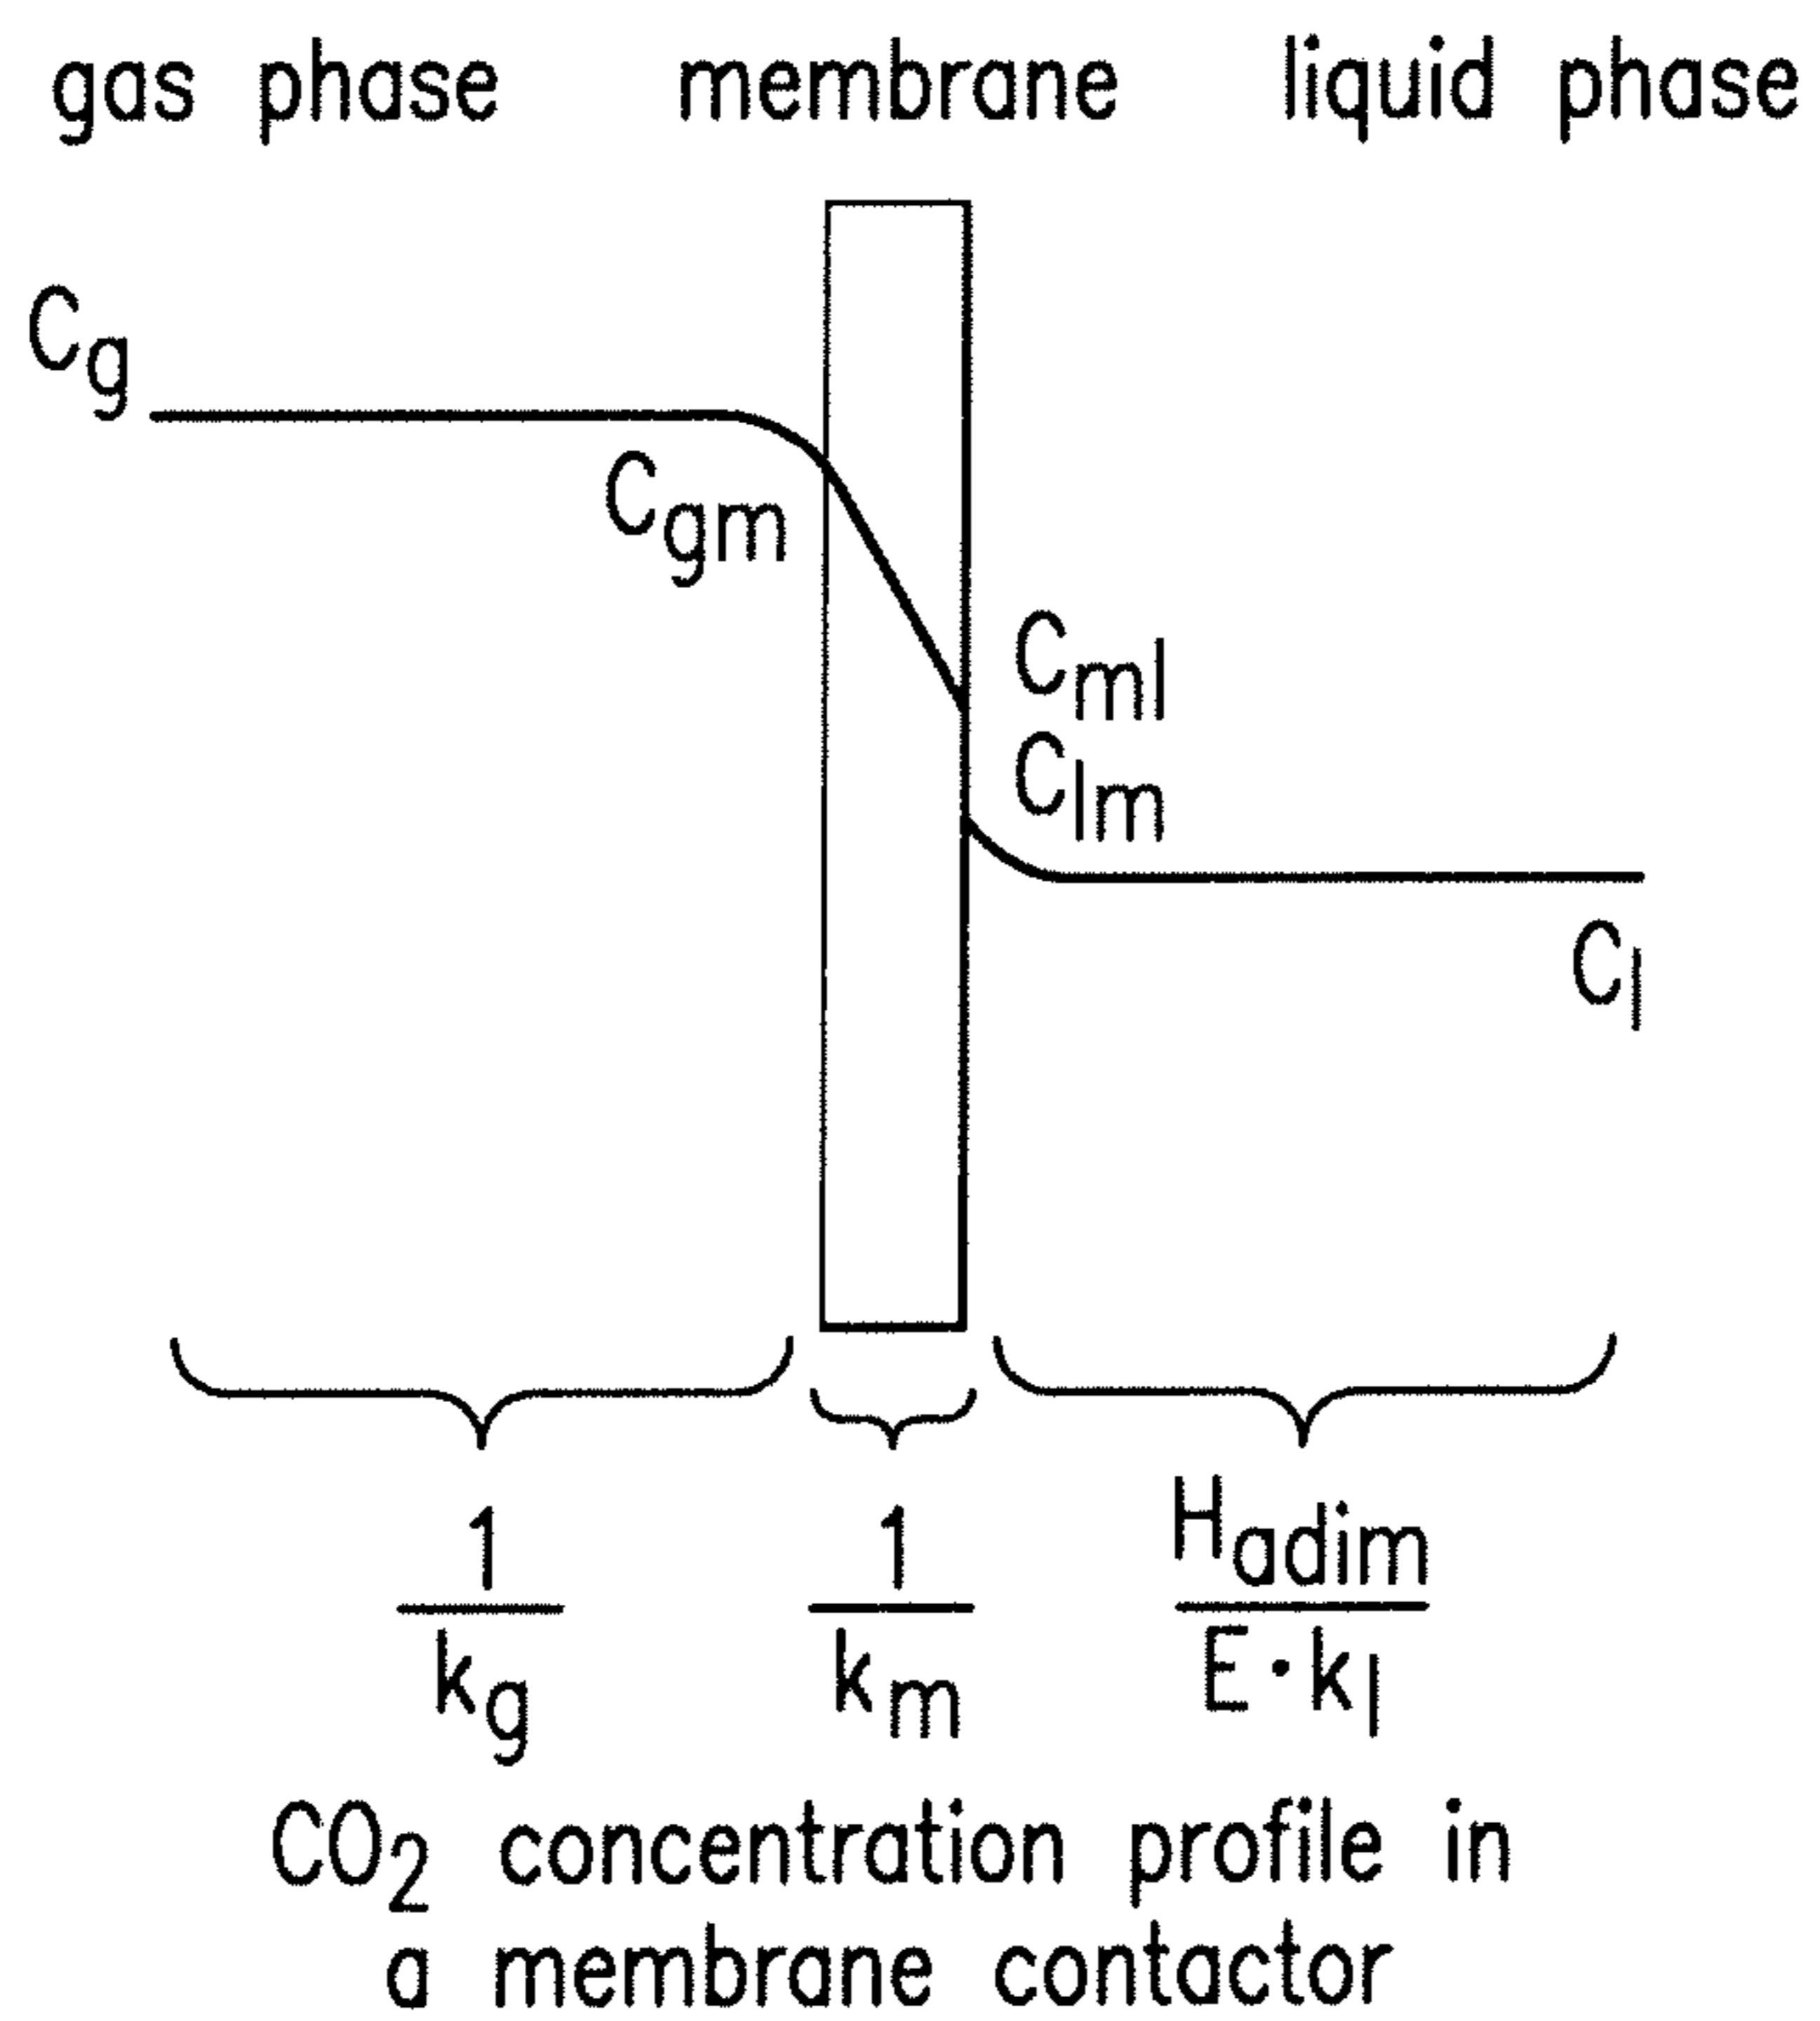 gas phase membrane liquid phase
Cg
Cgm
Cml
Clm
Cl
1 1 Hadim
kg km E·kl
CO2 concentration profile in
a membrane contactor